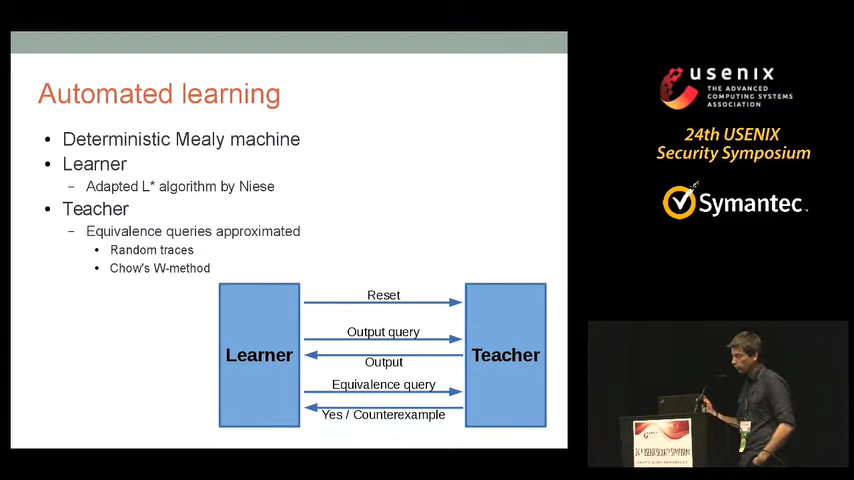 Automated learning
• Deterministic Mealy machine
• Learner
– Adapted L* algorithm by Niese
• Teacher
– Equivalence queries approximated
• Random traces
• Chow's W-method
Learner
Teacher
Reset
Output query
Output
Equivalence query
Yes / Counterexample
usenix
THE ADVANCED
COMPUTING SYSTEMS
ASSOCIATION
24th USENIX
Security Symposium
Symantec.